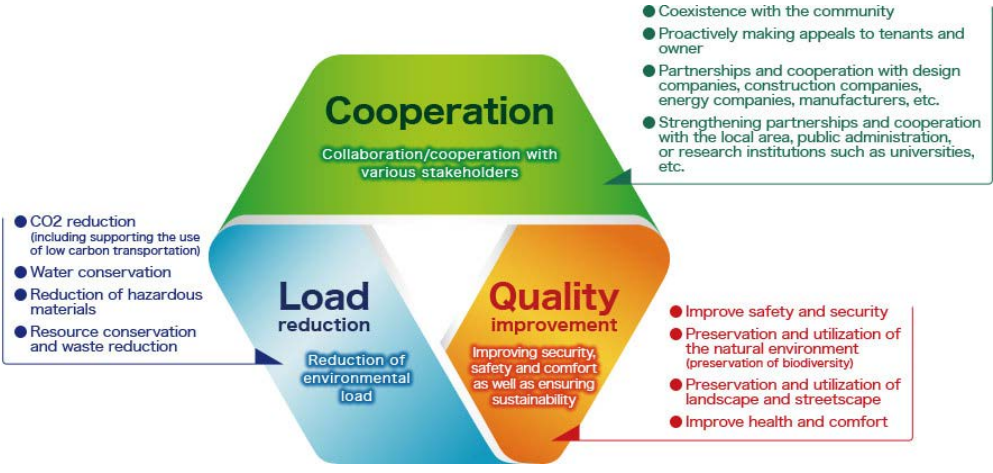 ● Coexistence with the community
● Proactively making appeals to tenants and
owner
● Partnerships and cooperation with design
companies, construction companies,
energy companies, manufacturers, etc.
● Strengthening partnerships and cooperation
with the local area, public administration,
or research institutions such as universities,
etc.
Cooperation
Collaboration/cooperation with
various stakeholders
● CO2 reduction
(including supporting the use
of low carbon transportation)
● Water conservation
● Reduction of hazardous
materials
● Resource conservation
and waste reduction
Load
reduction
Reduction of
environmental
load
Quality
improvement
Improving security,
safety and comfort
as well as ensuring
sustainability
● Improve safety and security
● Preservation and utilization of
the natural environment
(preservation of biodiversity)
● Preservation and utilization of
landscape and streetscape
● Improve health and comfort